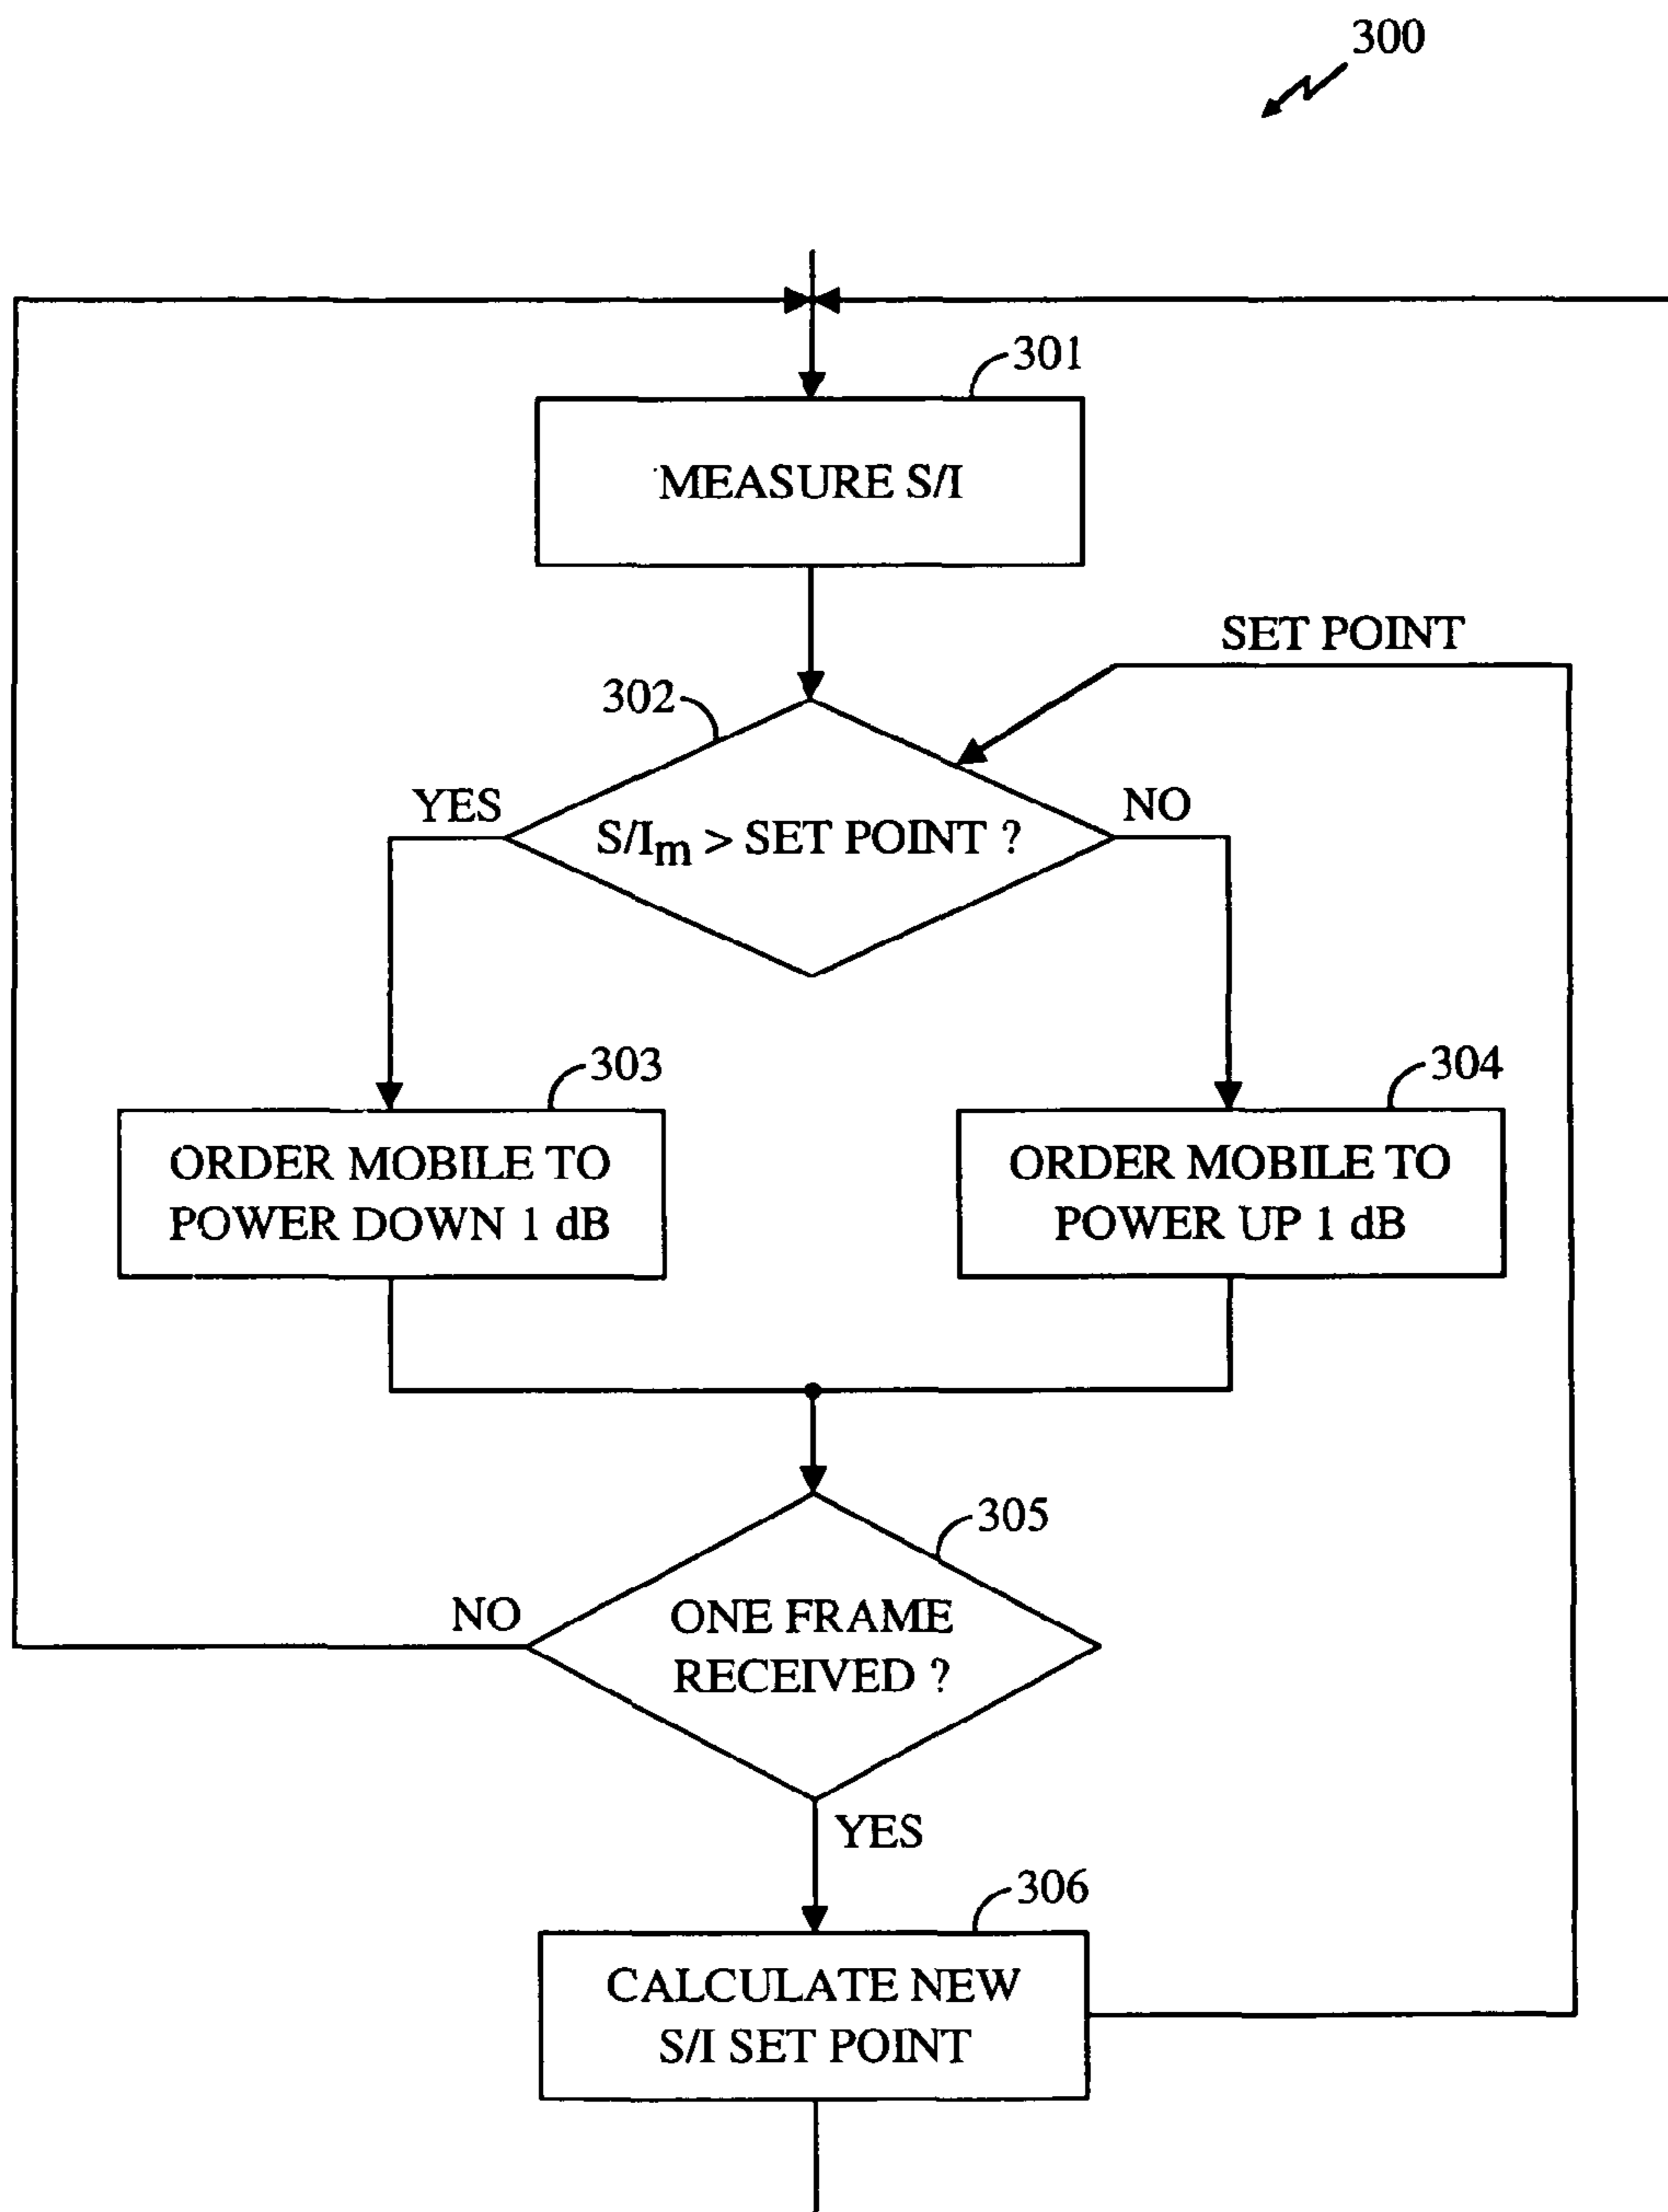 300
301
MEASURE S/I
SET POINT
302
YES
NO
S/Im > SET POINT ?
303
304
ORDER MOBILE TO
POWER DOWN 1 dB
ORDER MOBILE TO
POWER UP 1 dB
305
NO
ONE FRAME
RECEIVED ?
YES
306
CALCULATE NEW
S/I SET POINT